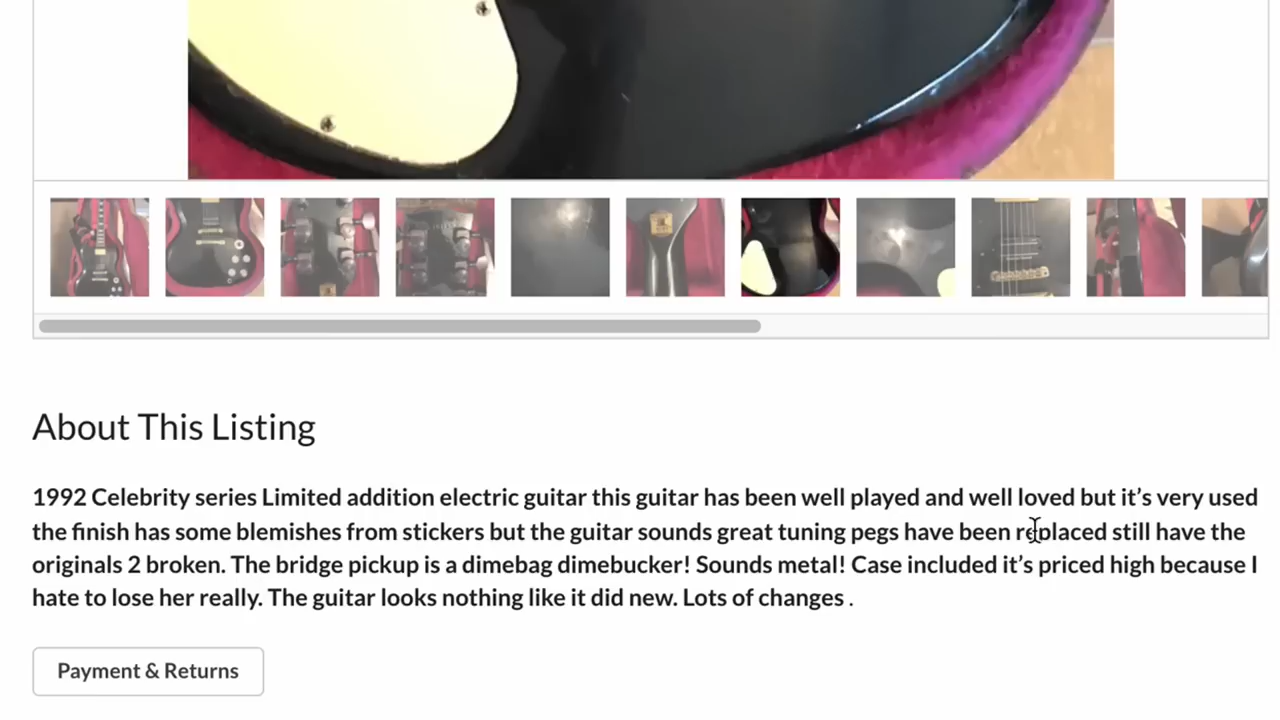 About This Listing
1992 Celebrity series Limited addition electric guitar this guitar has been well played and well loved but it’s very used
the finish has some blemishes from stickers but the guitar sounds great tuning pegs have been replaced still have the
originals 2 broken. The bridge pickup is a dimebag dimebucker! Sounds metal! Case included it’s priced high because I
hate to lose her really. The guitar looks nothing like it did new. Lots of changes .
Payment & Returns